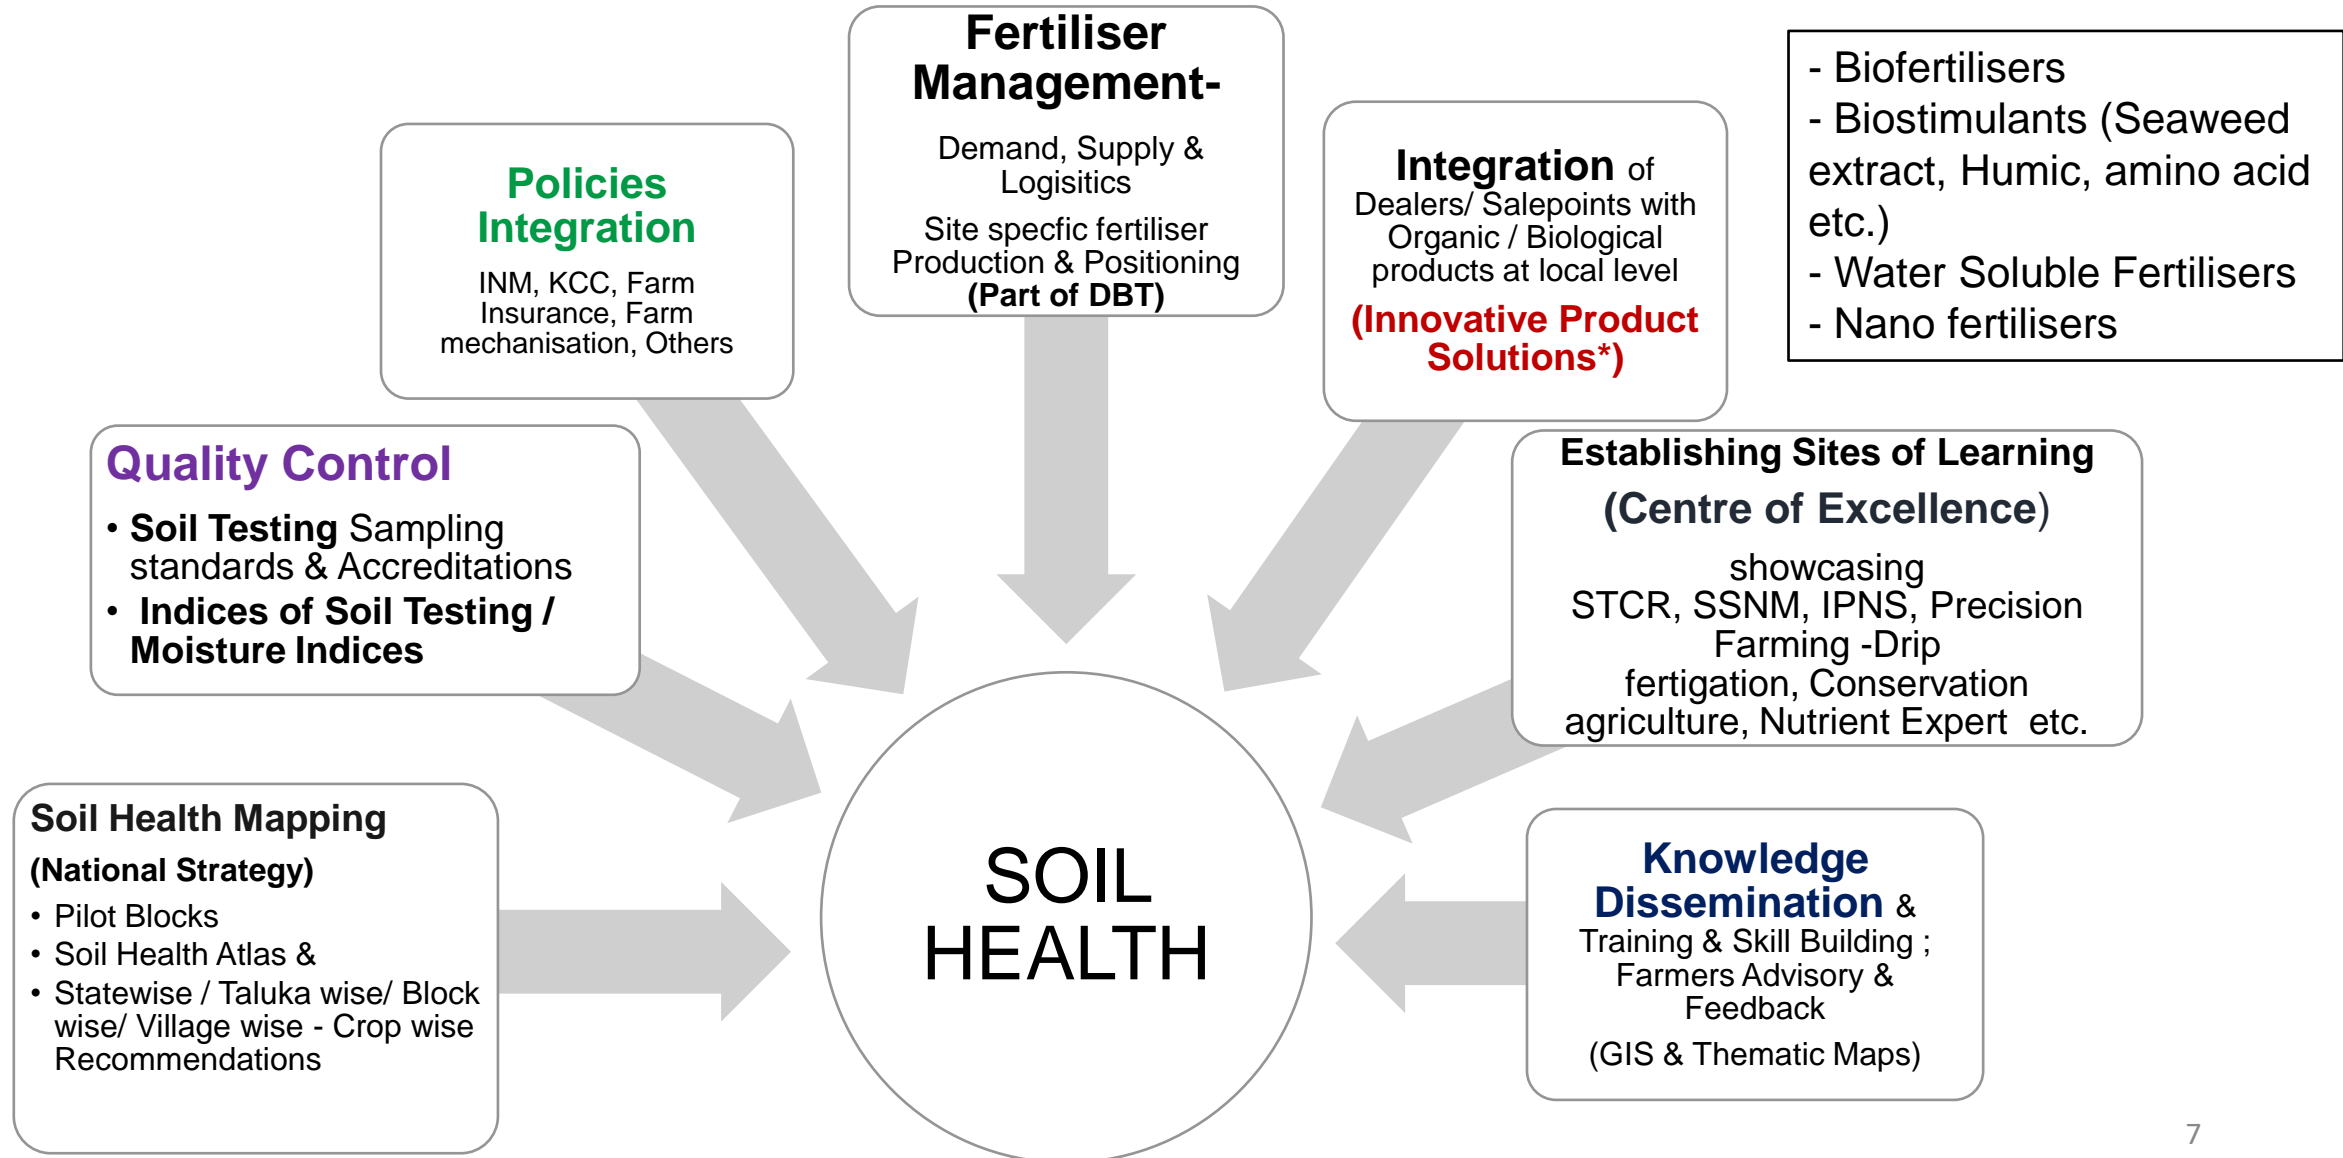 Fertiliser
Management-
Demand, Supply &
Logisitics
Site specfic fertiliser
Production & Positioning
(Part of DBT)
Policies
Integration
INM, KCC, Farm
Insurance, Farm
mechanisation, Others
Integration of
Dealers/ Salepoints with
Organic / Biological
products at local level
(Innovative Product
Solutions*)
- Biofertilisers
- Biostimulants (Seaweed
extract, Humic, amino acid
etc.)
- Water Soluble Fertilisers
- Nano fertilisers
Quality Control
• Soil Testing Sampling
standards & Accreditations
• Indices of Soil Testing /
Moisture Indices
Establishing Sites of Learning
(Centre of Excellence)
showcasing
STCR, SSNM, IPNS, Precision
Farming -Drip
fertigation, Conservation
agriculture, Nutrient Expert etc.
Soil Health Mapping
(National Strategy)
• Pilot Blocks
• Soil Health Atlas &
• Statewise / Taluka wise/ Block
wise/ Village wise - Crop wise
Recommendations
SOIL
HEALTH
Knowledge
Dissemination &
Training & Skill Building ;
Farmers Advisory &
Feedback
(GIS & Thematic Maps)
7